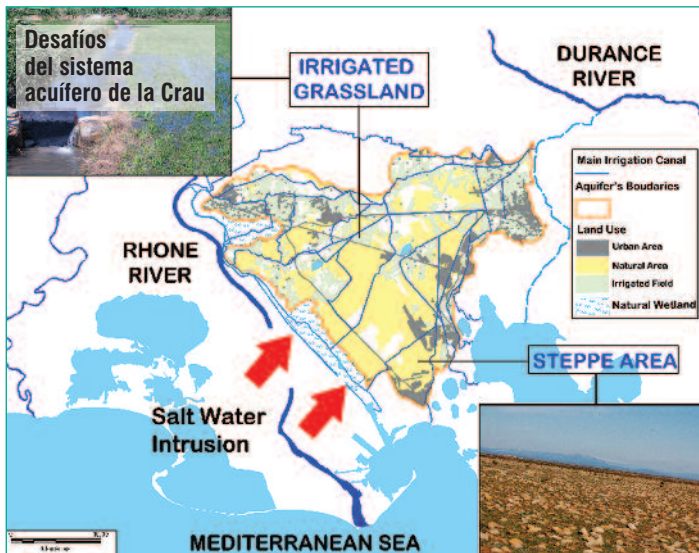 Desafíos
del sistema
acuífero de la Crau
IRRIGATED
GRASSLAND
DURANCE
RIVER
Main Irrigation Canal
Aquifer's Boudaries
Land Use
Urban Area
Natural Area
Irrigated Field
Natural Wetland
RHONE
RIVER
STEPPE AREA
Salt Water
Intrusion
MEDITERRANEAN SEA